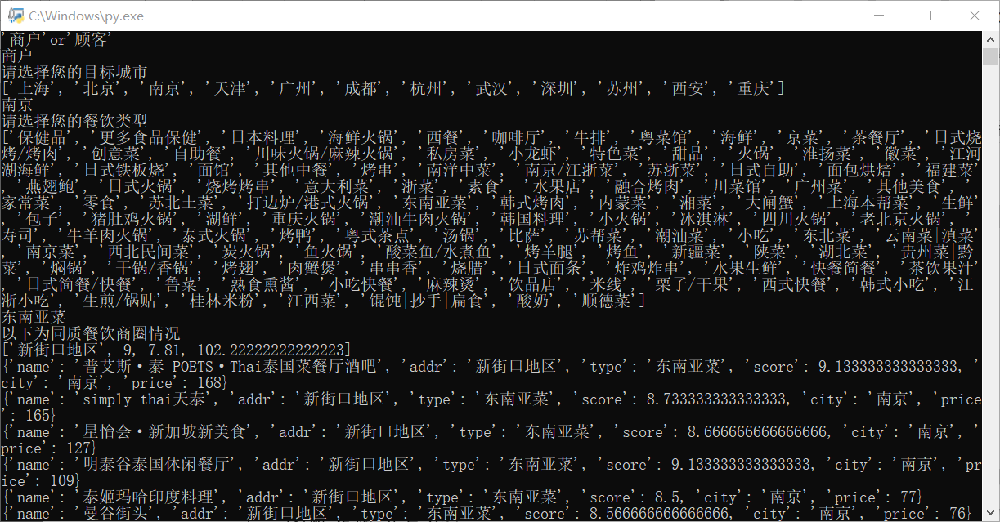 C:\Windows\py.exe
'商户'or'顾客'
商户
请选择您的目标城市
['上海', '北京', '南京', '天津', '广州', '成都', '杭州', '武汉', '深圳', '苏州', '西安', '重庆']
南京
请选择您的餐饮类型
['保健品', '更多食品保健', '日本料理', '海鲜火锅', '西餐', '咖啡厅', '牛排', '粤菜馆', '海鲜', '京菜', '茶餐厅', '日式烧
烤/烤肉', '创意菜', '自助餐', '川味火锅/麻辣火锅', '私房菜', '小龙虾', '特色菜', '甜品', '火锅', '淮扬菜', '徽菜', '江河
湖海鲜', '日式铁板烧', '面馆', '其他中餐', '烤串', '南洋中菜', '南京/江浙菜', '苏浙菜', '日式自助', '面包烘焙', '福建菜'
, '燕翅鲍', '日式火锅', '烧烤烤串', '意大利菜', '浙菜', '素食', '水果店', '融合烤肉', '川菜馆', '广州菜', '其他美食', '
家常菜', '零食', '苏北土菜', '打边炉/港式火锅', '东南亚菜', '韩式烤肉', '内蒙菜', '湘菜', '大闸蟹', '上海本帮菜', '生鲜'
, '包子', '猪肚鸡火锅', '湖鲜', '重庆火锅', '潮汕牛肉火锅', '韩国料理', '小火锅', '冰淇淋', '四川火锅', '老北京火锅', '
寿司', '牛羊肉火锅', '泰式火锅', '烤鸭', '粤式茶点', '汤锅', '比萨', '苏帮菜', '潮汕菜', '小吃', '东北菜', '云南菜|滇菜'
, '南京菜', '西北民间菜', '炭火锅', '鱼火锅', '酸菜鱼/水煮鱼', '烤羊腿', '烤鱼', '新疆菜', '陕菜', '湖北菜', '贵州菜|黔
菜', '焖锅', '干锅/香锅', '烤翅', '肉蟹煲', '串串香', '烧腊', '日式面条', '炸鸡炸串', '水果生鲜', '快餐简餐', '茶饮果汁'
, '日式简餐/快餐', '鲁菜', '熟食熏酱', '小吃快餐', '麻辣烫', '饮品店', '米线', '栗子/干果', '西式快餐', '韩式小吃', '江
浙小吃', '生煎/锅贴', '桂林米粉', '江西菜', '馄饨|抄手|扁食', '酸奶', '顺德菜']
东南亚菜
以下为同质餐饮商圈情况
['新街口地区', 9, 7.81, 102.22222222222223]
{'name': '普艾斯·泰 POETS·Thai泰国菜餐厅酒吧', 'addr': '新街口地区', 'type': '东南亚菜', 'score': 9.133333333333333, '
city': '南京', 'price': 168}
{'name': 'simply thai天泰', 'addr': '新街口地区', 'type': '东南亚菜', 'score': 8.733333333333333, 'city': '南京', 'price
': 165}
{'name': '星怡会·新加坡新美食', 'addr': '新街口地区', 'type': '东南亚菜', 'score': 8.666666666666666, 'city': '南京', '
price': 127}
{'name': '明泰谷泰国休闲餐厅', 'addr': '新街口地区', 'type': '东南亚菜', 'score': 9.133333333333333, 'city': '南京', 'pr
ice': 109}
{'name': '泰姬玛哈印度料理', 'addr': '新街口地区', 'type': '东南亚菜', 'score': 8.5, 'city': '南京', 'price': 77}
{'name': '曼谷街头', 'addr': '新街口地区', 'type': '东南亚菜', 'score': 8.566666666666666, 'city': '南京', 'price': 76}